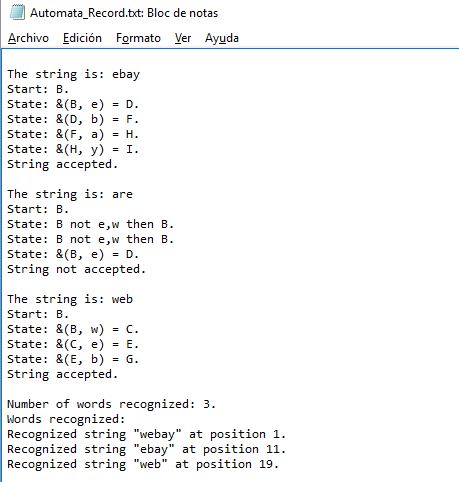 Automata_Record.txt: Bloc de notas
Archivo Edición Formato Ver Ayuda
The string is: ebay
Start: B.
State: &(B, e) = D.
State: &(D, b) = F.
State: &(F, a) = H.
State: &(H, y) = I.
String accepted.
The string is: are
Start: B.
State: B not e,w then B.
State: B not e,w then B.
State: &(B, e) = D.
String not accepted.
The string is: web
Start: B.
State: &(B, w) = C.
State: &(C, e) = E.
State: &(E, b) = G.
String accepted.
Number of words recognized: 3.
Words recognized:
Recognized string "webay" at position 1.
Recognized string "ebay" at position 11.
Recognized string "web" at position 19.